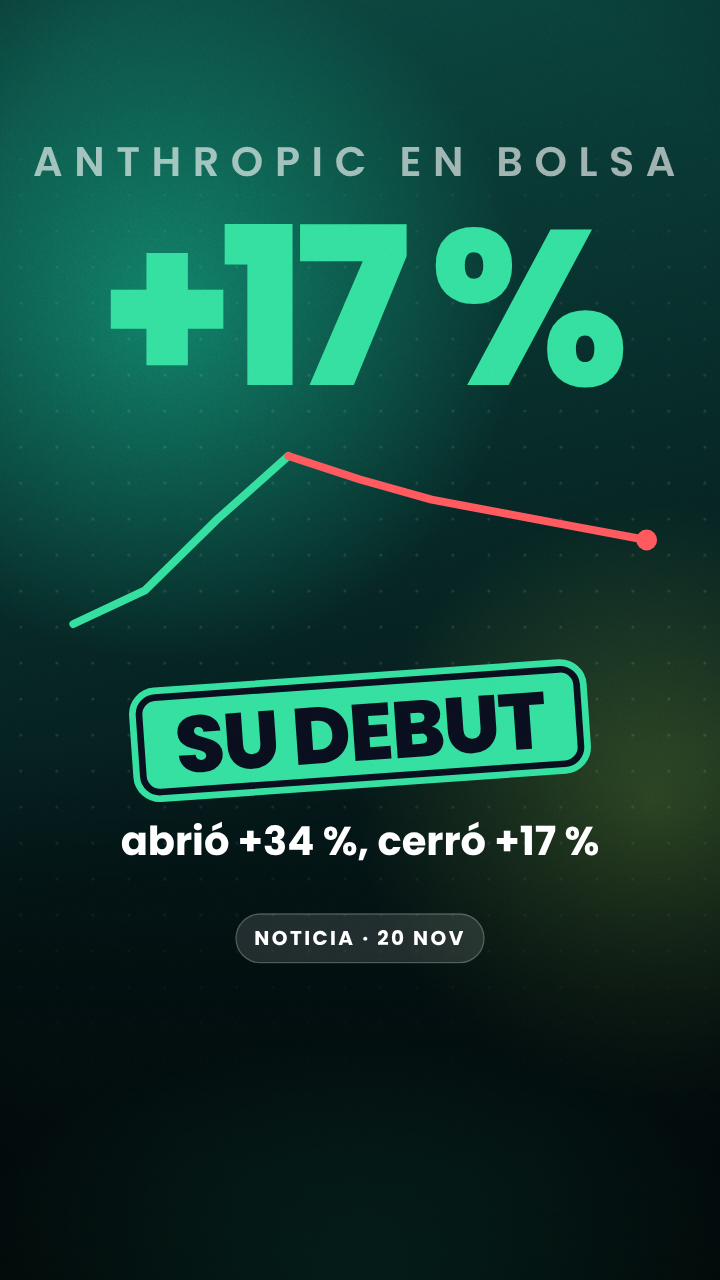 ANTHROPIC EN BOLSA
+17 %
SU DEBUT
abrió +34 %, cerró +17 %
NOTICIA · 20 NOV